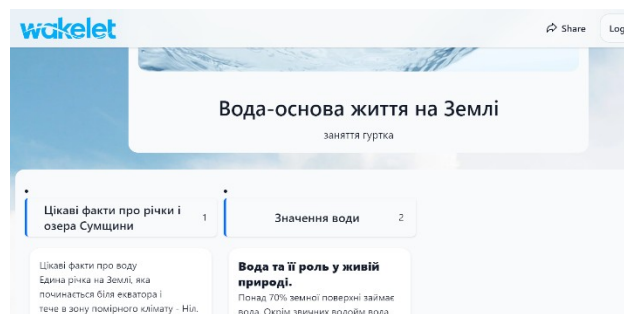 wakelet
Share
Log
Вода-основа життя на Землі
заняття гуртка
Цікаві факти про річки і
озера Сумщини
1
Значення води
2
Цікаві факти про воду
Єдина річка на Землі, яка
починається біля екватора і
тече в зону помірного клімату - Ніл.
Вода та її роль у живій
природі.
Понад 70% земної поверхні займає
вода. Окрім звичних водойм вода